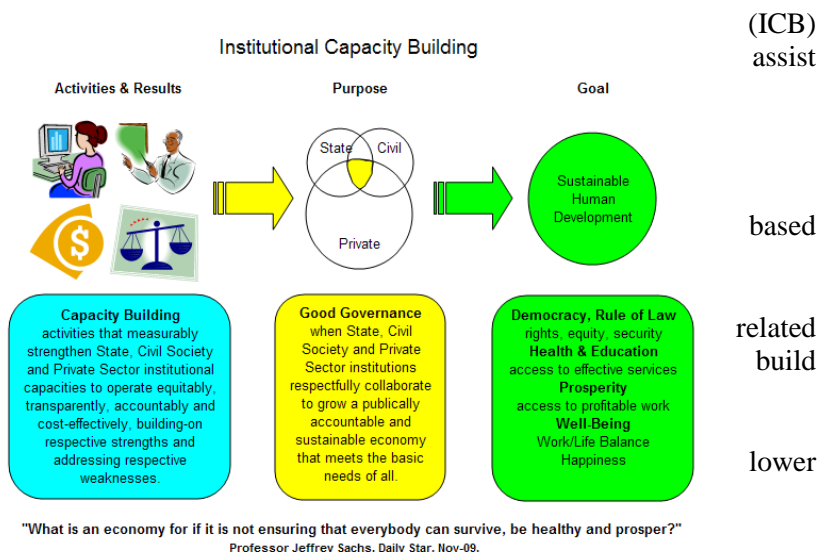 (ICB)
assist
Institutional Capacity Building
Activities & Results
Purpose
Goal
State
Civil
Private
$
Sustainable
Human
Development
based
Capacity Building
activities that measurably
strengthen State, Civil Society
and Private Sector institutional
capacities to operate equitably,
transparently, accountably and
cost-effectively, building-on
respective strengths and
addressing respective
weaknesses.
Good Governance
when State, Civil
Society and Private
Sector institutions
respectfully collaborate
to grow a publically
accountable and
sustainable economy
that meets the basic
needs of all.
Democracy, Rule of Law
rights, equity, security
Health & Education
access to effective services
Prosperity
access to profitable work
Well-Being
Work/Life Balance
Happiness
related
build
lower
"What is an economy for if it is not ensuring that everybody can survive, be healthy and prosper?"
Professor Jeffrey Sachs, Daily Star, Nov-09.